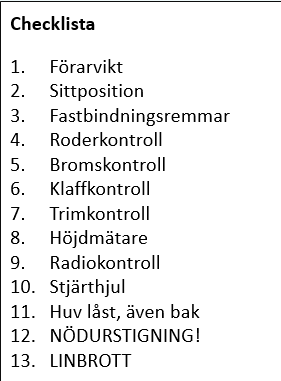 Checklista
1. Förarvikt
2. Sittposition
3. Fastbindningsremmar
4. Roderkontroll
5. Bromskontroll
6. Klaffkontroll
7. Trimkontroll
8. Höjdmätare
9. Radiokontroll
10. Stjärthjul
11. Huv låst, även bak
12. NÖDURSTIGNING!
13. LINBROTT